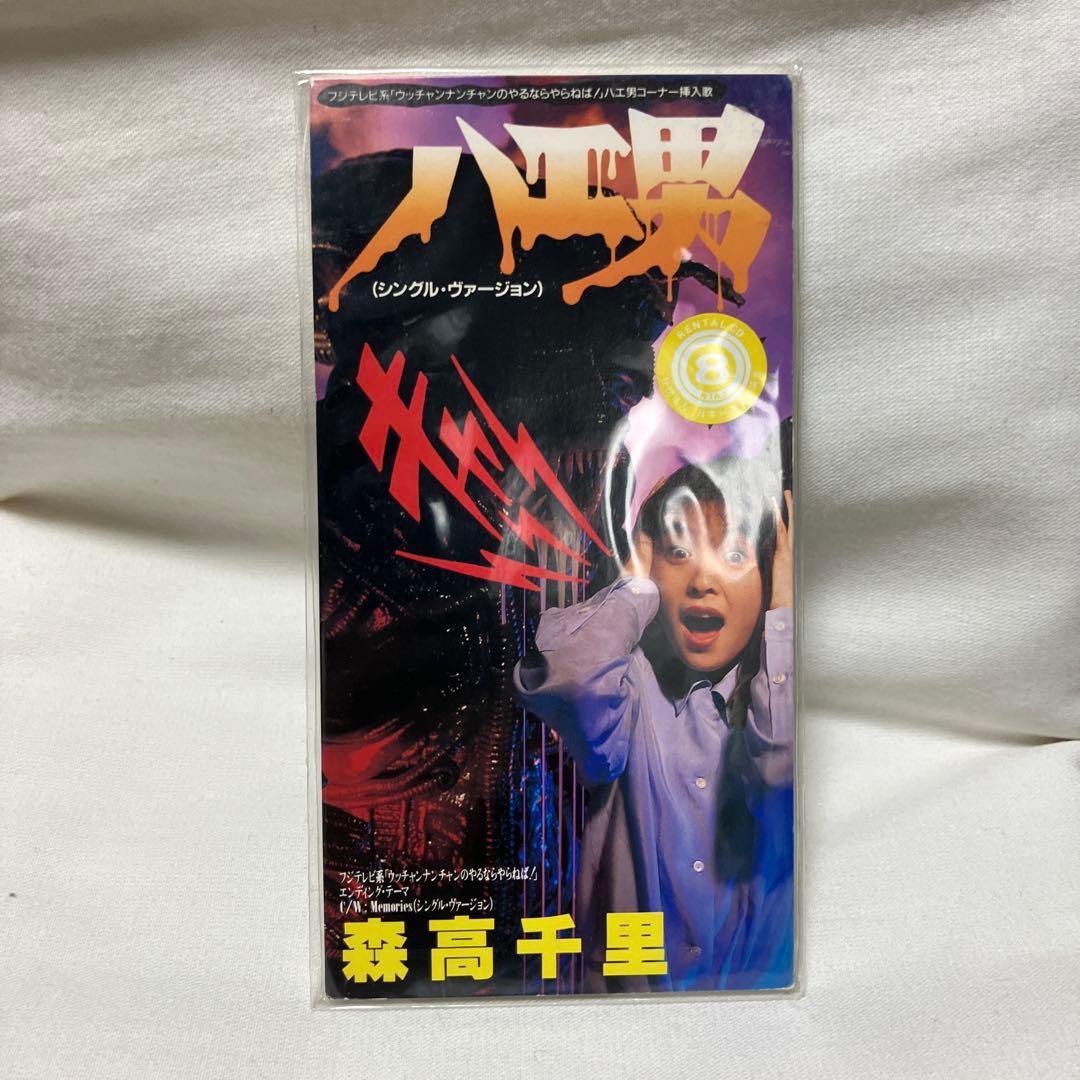 フジテレビ系「ウッチャンナンチャンのやるならやらねば!」ハエ男コーナー挿入歌
ハエ男
(シングル・ヴァージョン)
RENTAL CD
8
キャー
フジテレビ系「ウッチャンナンチャンのやるならやらねば!」
エンディング・テーマ
C/W : Memories(シングル・ヴァージョン)
森高千里